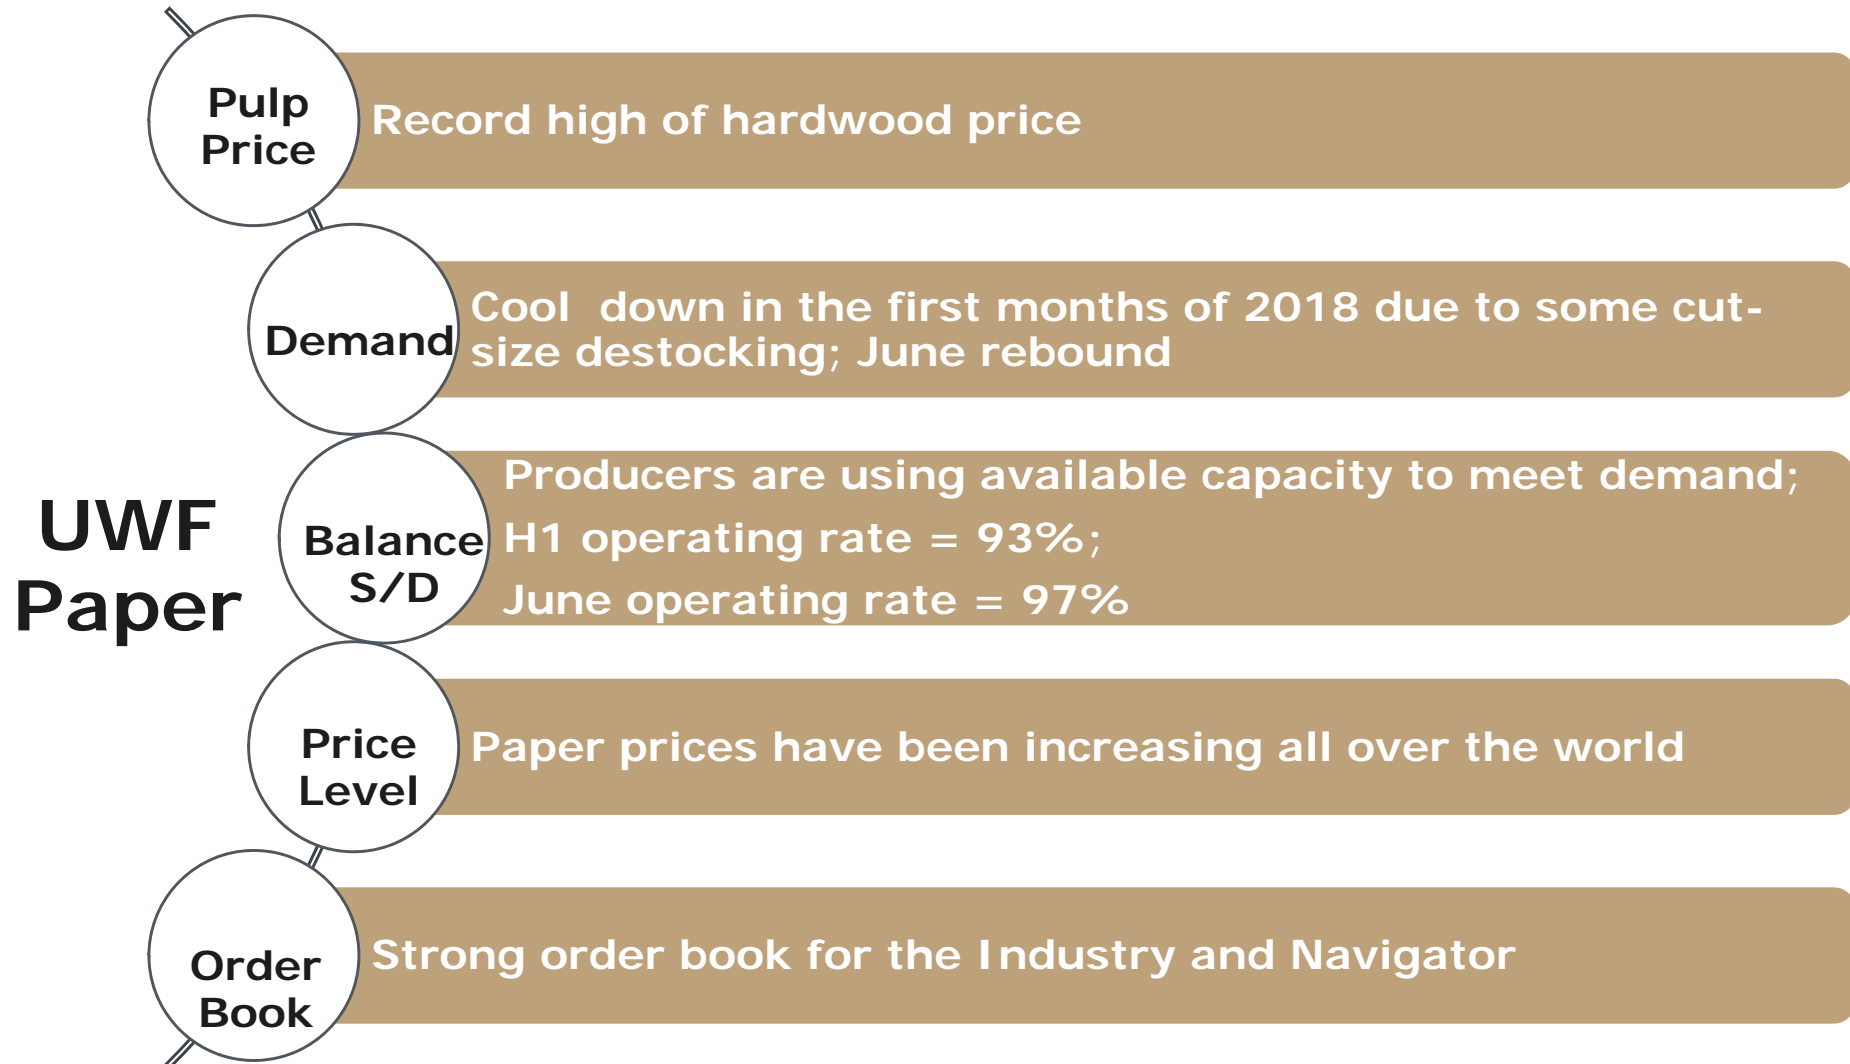 Pulp
Price
Record high of hardwood price
Demand
Cool down in the first months of 2018 due to some cut-
size destocking; June rebound
UWF
Paper
Balance
S/D
Producers are using available capacity to meet demand;
H1 operating rate = 93%;
June operating rate = 97%
Price
Level
Paper prices have been increasing all over the world
Order
Book
Strong order book for the Industry and Navigator